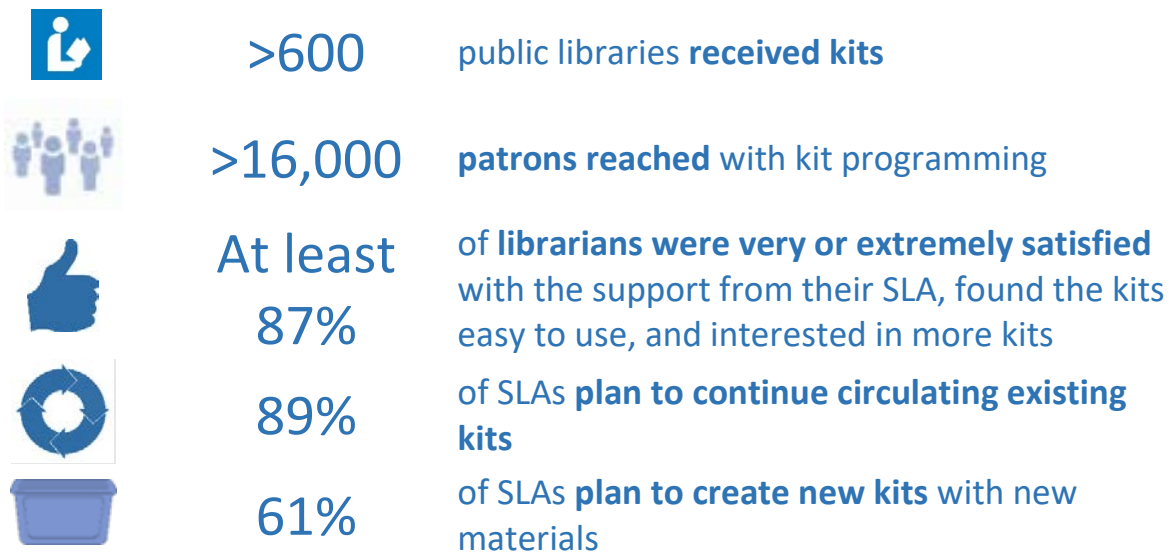 >600 public libraries received kits
>16,000 patrons reached with kit programming
At least
87%
of librarians were very or extremely satisfied
with the support from their SLA, found the kits
easy to use, and interested in more kits
89%
of SLAs plan to continue circulating existing
kits
61%
of SLAs plan to create new kits with new
materials